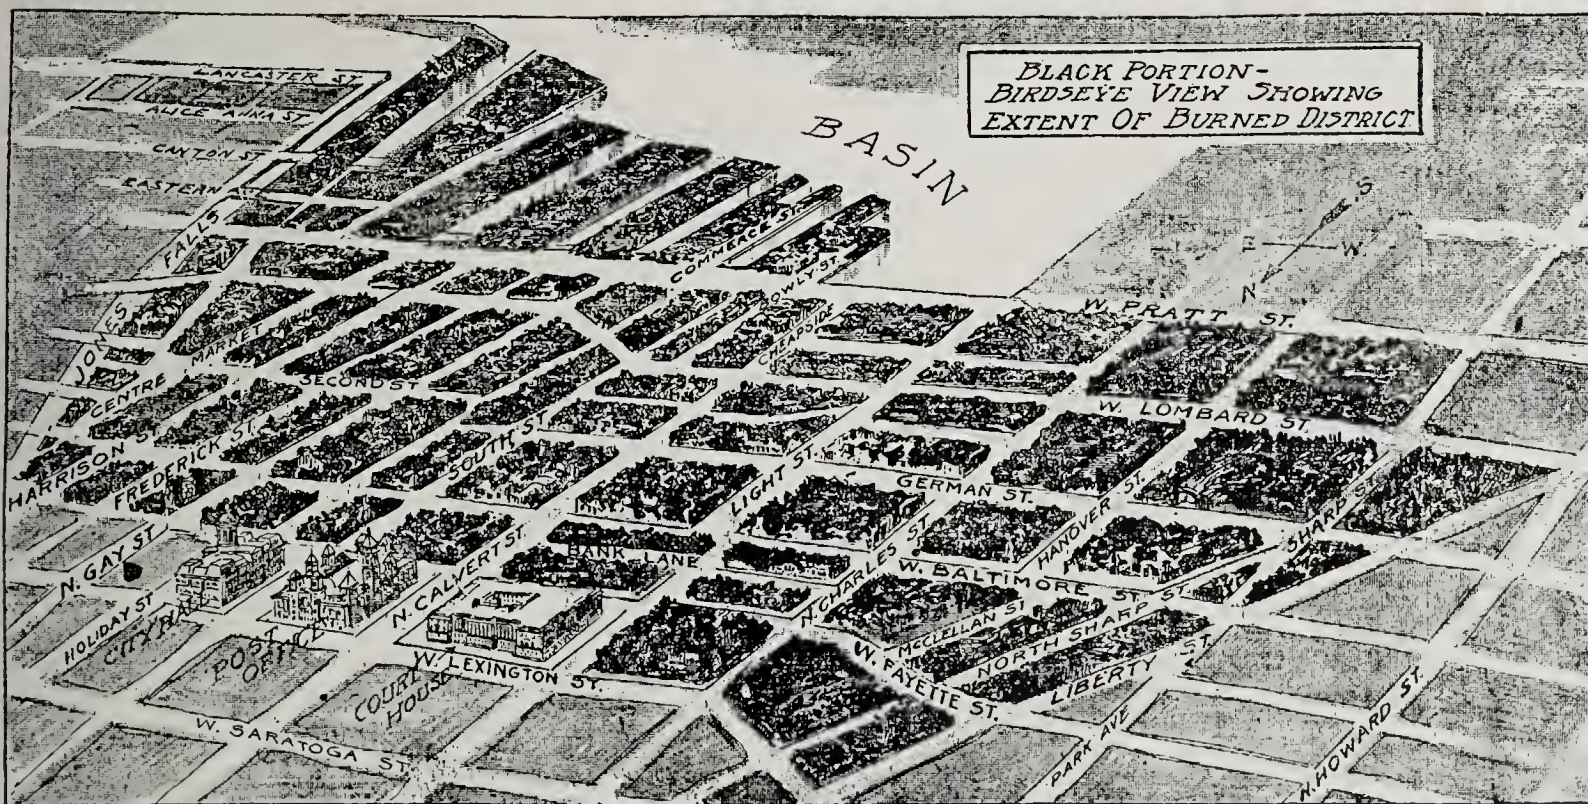 BLACK PORTION-
BIRDSEYE VIEW SHOWING
EXTENT OF BURNED DISTRICT
BASIN
LANCASTER ST.
ALICE ANNA ST
CANTON ST
EASTERN A.
JONES FALLS
COMMERCE ST.
CHEAPSIDE
S
E
W
N
W. PRATT ST.
CENTRE MARKET
SECOND ST
W. LOMBARD ST.
HARRISON ST.
FREDERICK ST.
SOUTH ST
LIGHT ST.
GERMAN ST.
HANOVER ST.
SHARP ST.
N. GAY ST.
BANK LANE
N. CALVERT ST.
N. CHARLES ST.
W. BALTIMORE ST.
HOLIDAY ST.
CITY HALL
POST
OFFICE
COURT
HOUSE
W. LEXINGTON ST.
MCCLELLAN ST
NORTH SHARP ST.
W. FAYETTE ST.
LIBERTY ST.
W. SARATOGA ST.
PARK AVE
N. HOWARD ST.